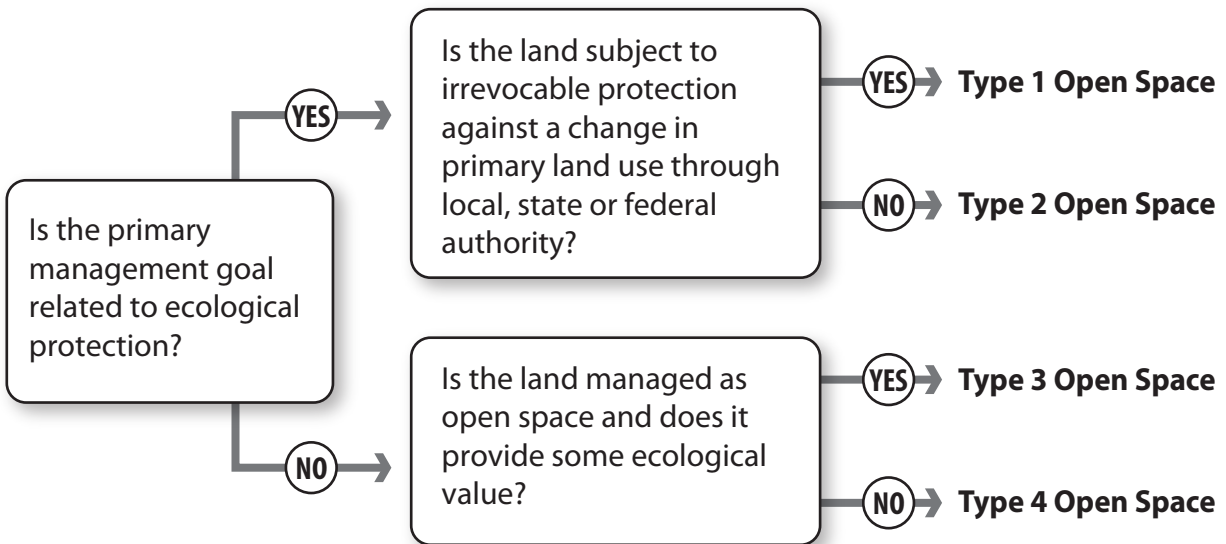 Is the primary
management goal
related to ecological
protection?
YES
Is the land subject to
irrevocable protection
against a change in
primary land use through
local, state or federal
authority?
YES
Type 1 Open Space
NO
Type 2 Open Space
NO
Is the land managed as
open space and does it
provide some ecological
value?
YES
Type 3 Open Space
NO
Type 4 Open Space